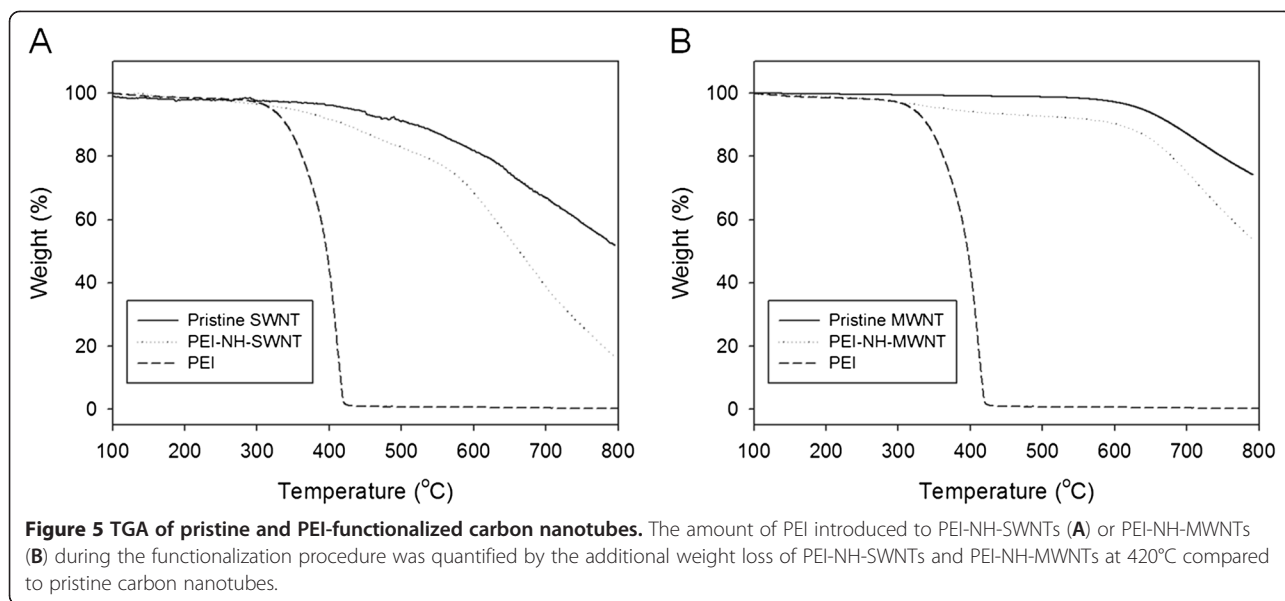 A
100
80
60
40
20
0
Weight (%)
Pristine SWNT
PEI-NH-SWNT
PEI
100 200 300 400 500 600 700 800
Temperature (°C)
B
100
80
60
40
20
0
Weight (%)
Pristine MWNT
PEI-NH-MWNT
PEI
100 200 300 400 500 600 700 800
Temperature (°C)
Figure 5 TGA of pristine and PEI-functionalized carbon nanotubes. The amount of PEI introduced to PEI-NH-SWNTs (A) or PEI-NH-MWNTs
(B) during the functionalization procedure was quantified by the additional weight loss of PEI-NH-SWNTs and PEI-NH-MWNTs at 420°C compared
to pristine carbon nanotubes.